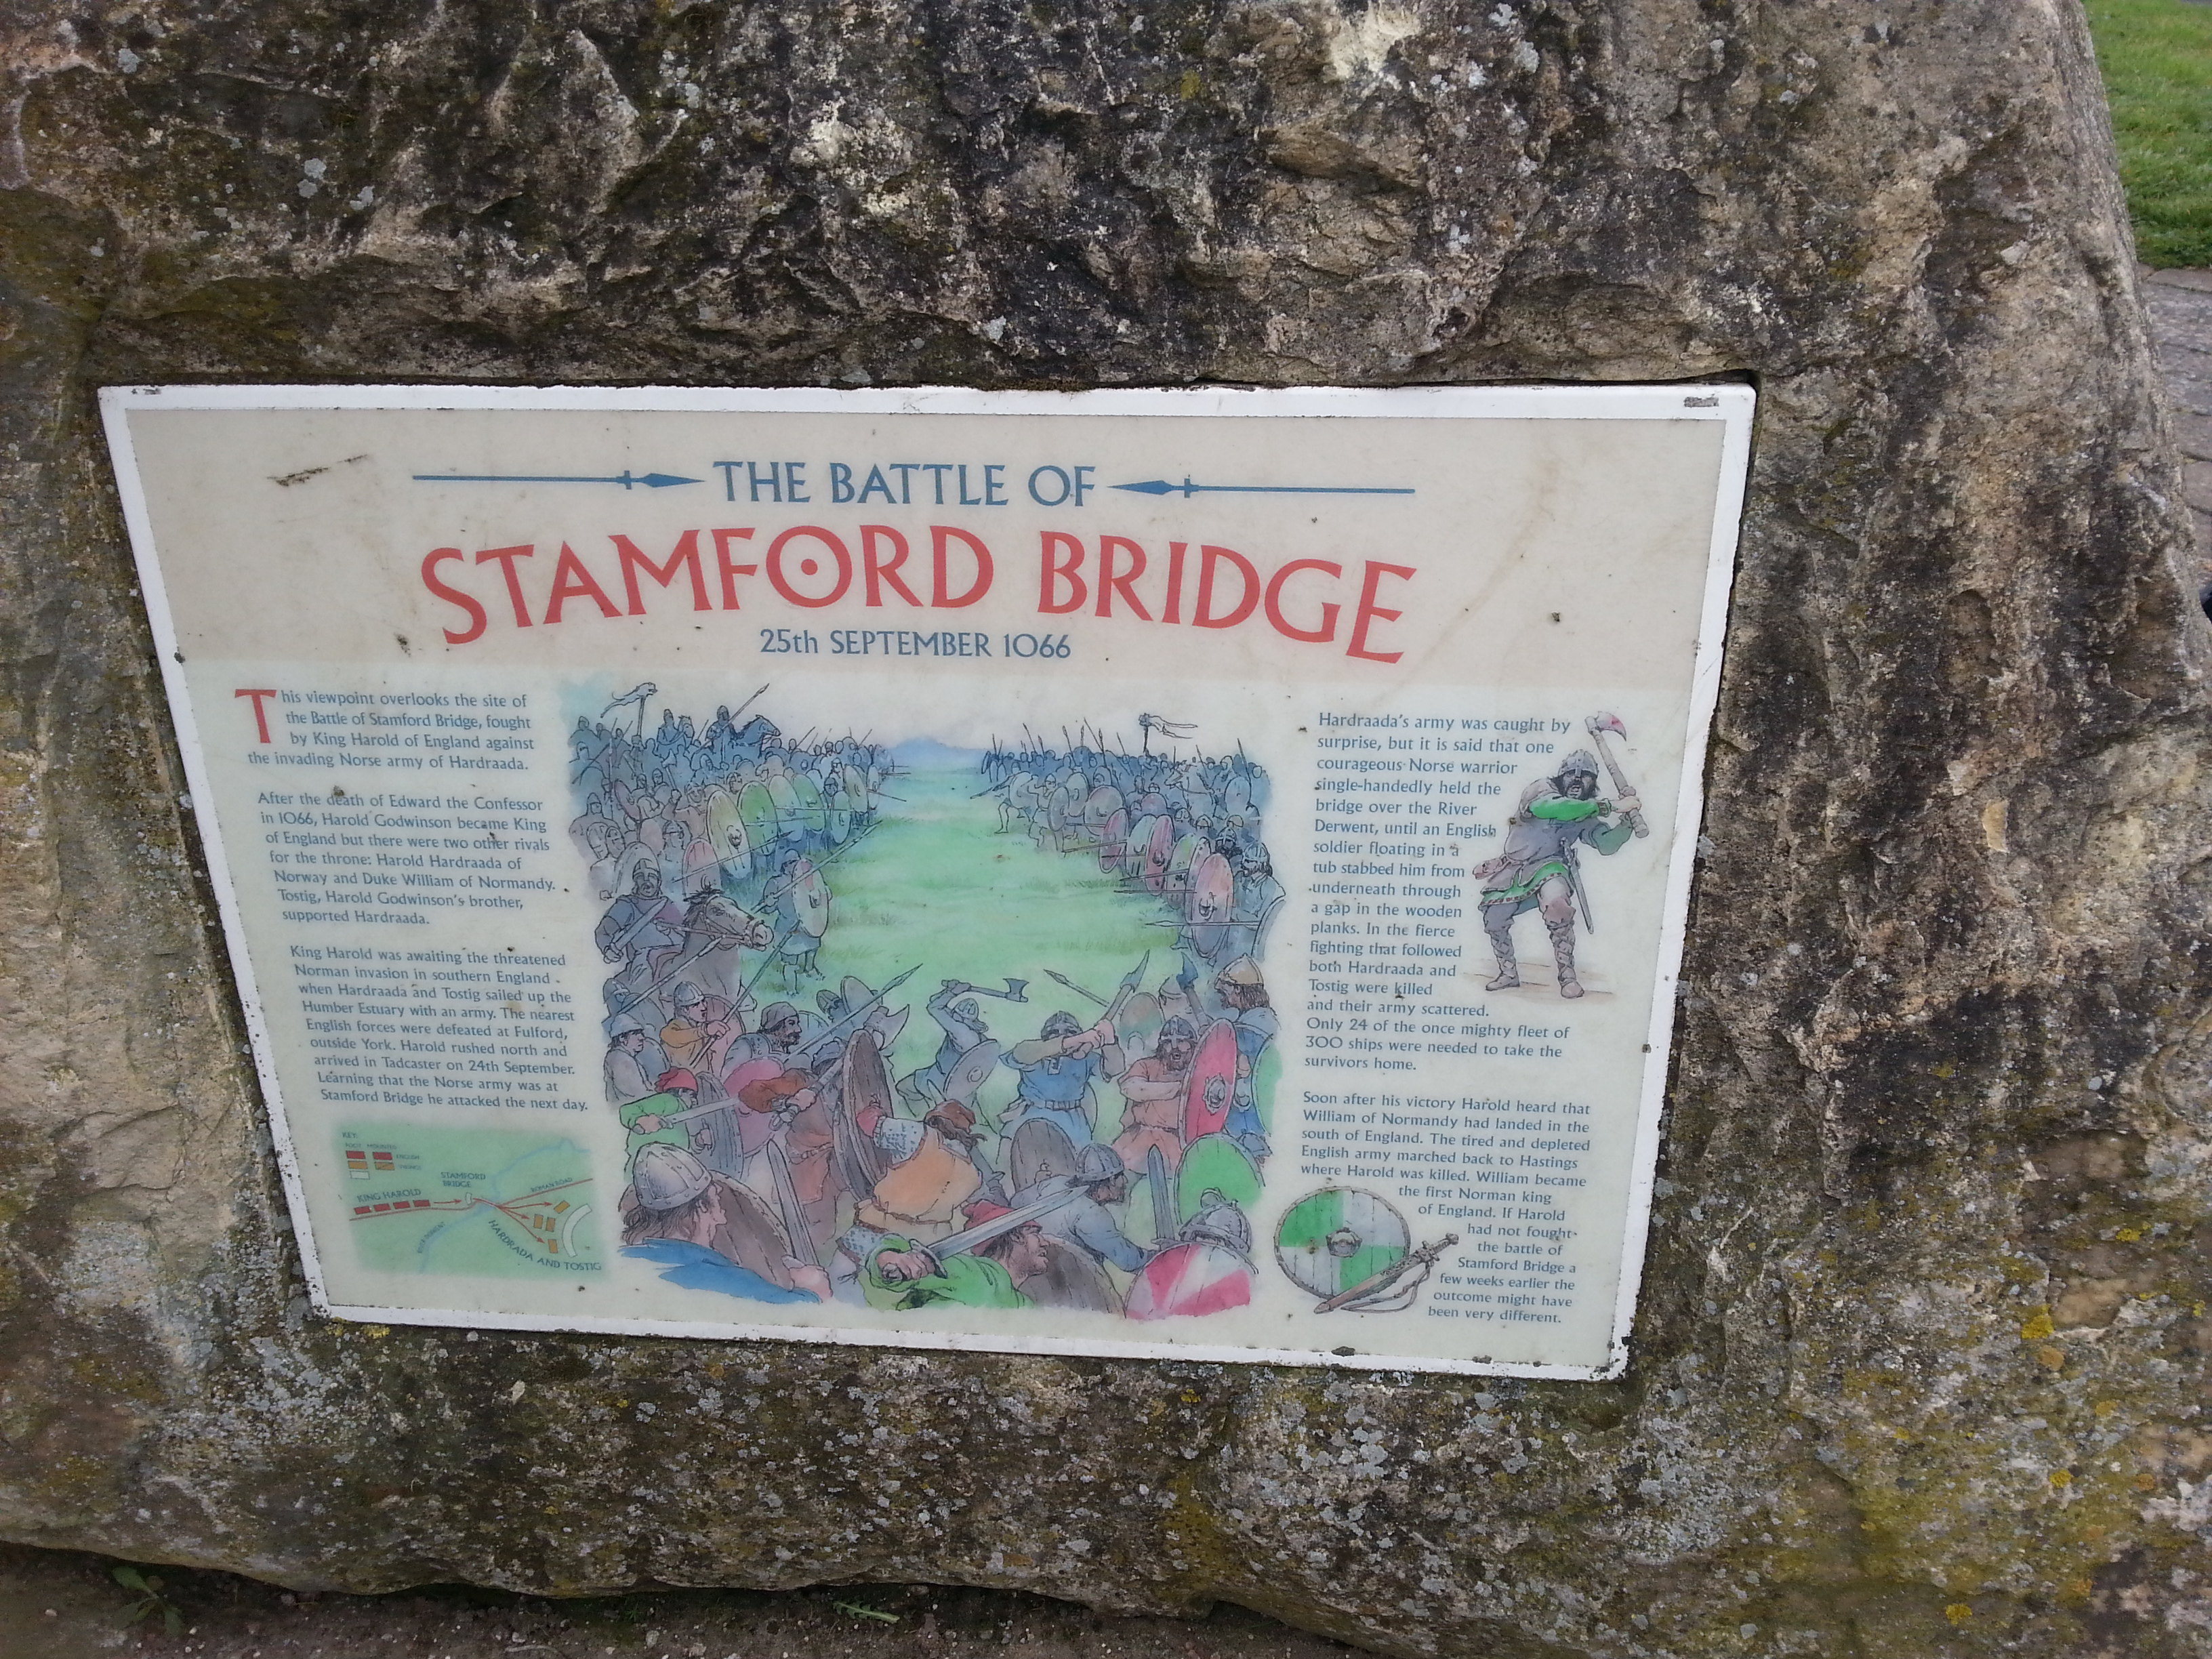 THE BATTLE OF
STAMFORD BRIDGE
25th SEPTEMBER 1066
This viewpoint overlooks the site of
the Battle of Stamford Bridge, fought
by King Harold of England against
the invading Norse army of Hardraada.
After the death of Edward the Confessor
in 1066, Harold Godwinson became King
of England but there were two other rivals
for the throne: Harold Hardraada of
Norway and Duke William of Normandy.
Tostig, Harold Godwinson's brother,
supported Hardraada.
King Harold was awaiting the threatened
Norman invasion in southern England
when Hardraada and Tostig sailed up the
Humber Estuary with an army. The nearest
English forces were defeated at Fulford,
outside York. Harold rushed north and
arrived in Tadcaster on 24th September.
Learning that the Norse army was at
Stamford Bridge he attacked the next day.
KEY:
FOOT MOUNTED
ENGLISH
STAMFORD
BRIDGE
ROMAN ROAD
KING HAROLD
HARDRADA AND TOSTIG
Hardraada's army was caught by
surprise, but it is said that one
courageous Norse warrior
single-handedly held the
bridge over the River
Derwent, until an English
soldier floating in a
tub stabbed him from
underneath through
a gap in the wooden
planks. In the fierce
fighting that followed
both Hardraada and
Tostig were killed
and their army scattered.
Only 24 of the once mighty fleet of
300 ships were needed to take the
survivors home.
Soon after his victory Harold heard that
William of Normandy had landed in the
south of England. The tired and depleted
English army marched back to Hastings
where Harold was killed. William became
the first Norman king
of England. If Harold
had not fought
the battle of
Stamford Bridge a
few weeks earlier the
outcome might have
been very different.